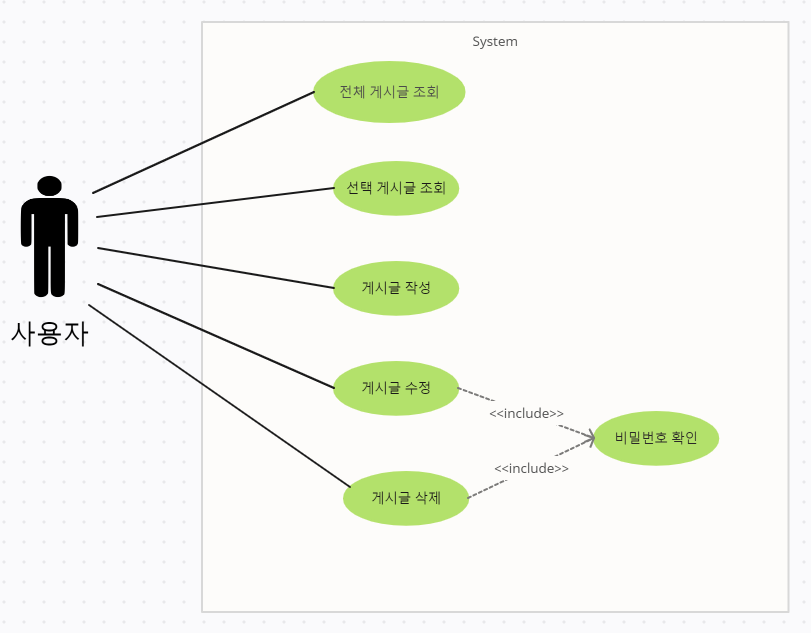 System
전체 게시글 조회
선택 게시글 조회
게시글 작성
사용자
게시글 수정
<<include>>
비밀번호 확인
<<include>>
게시글 삭제